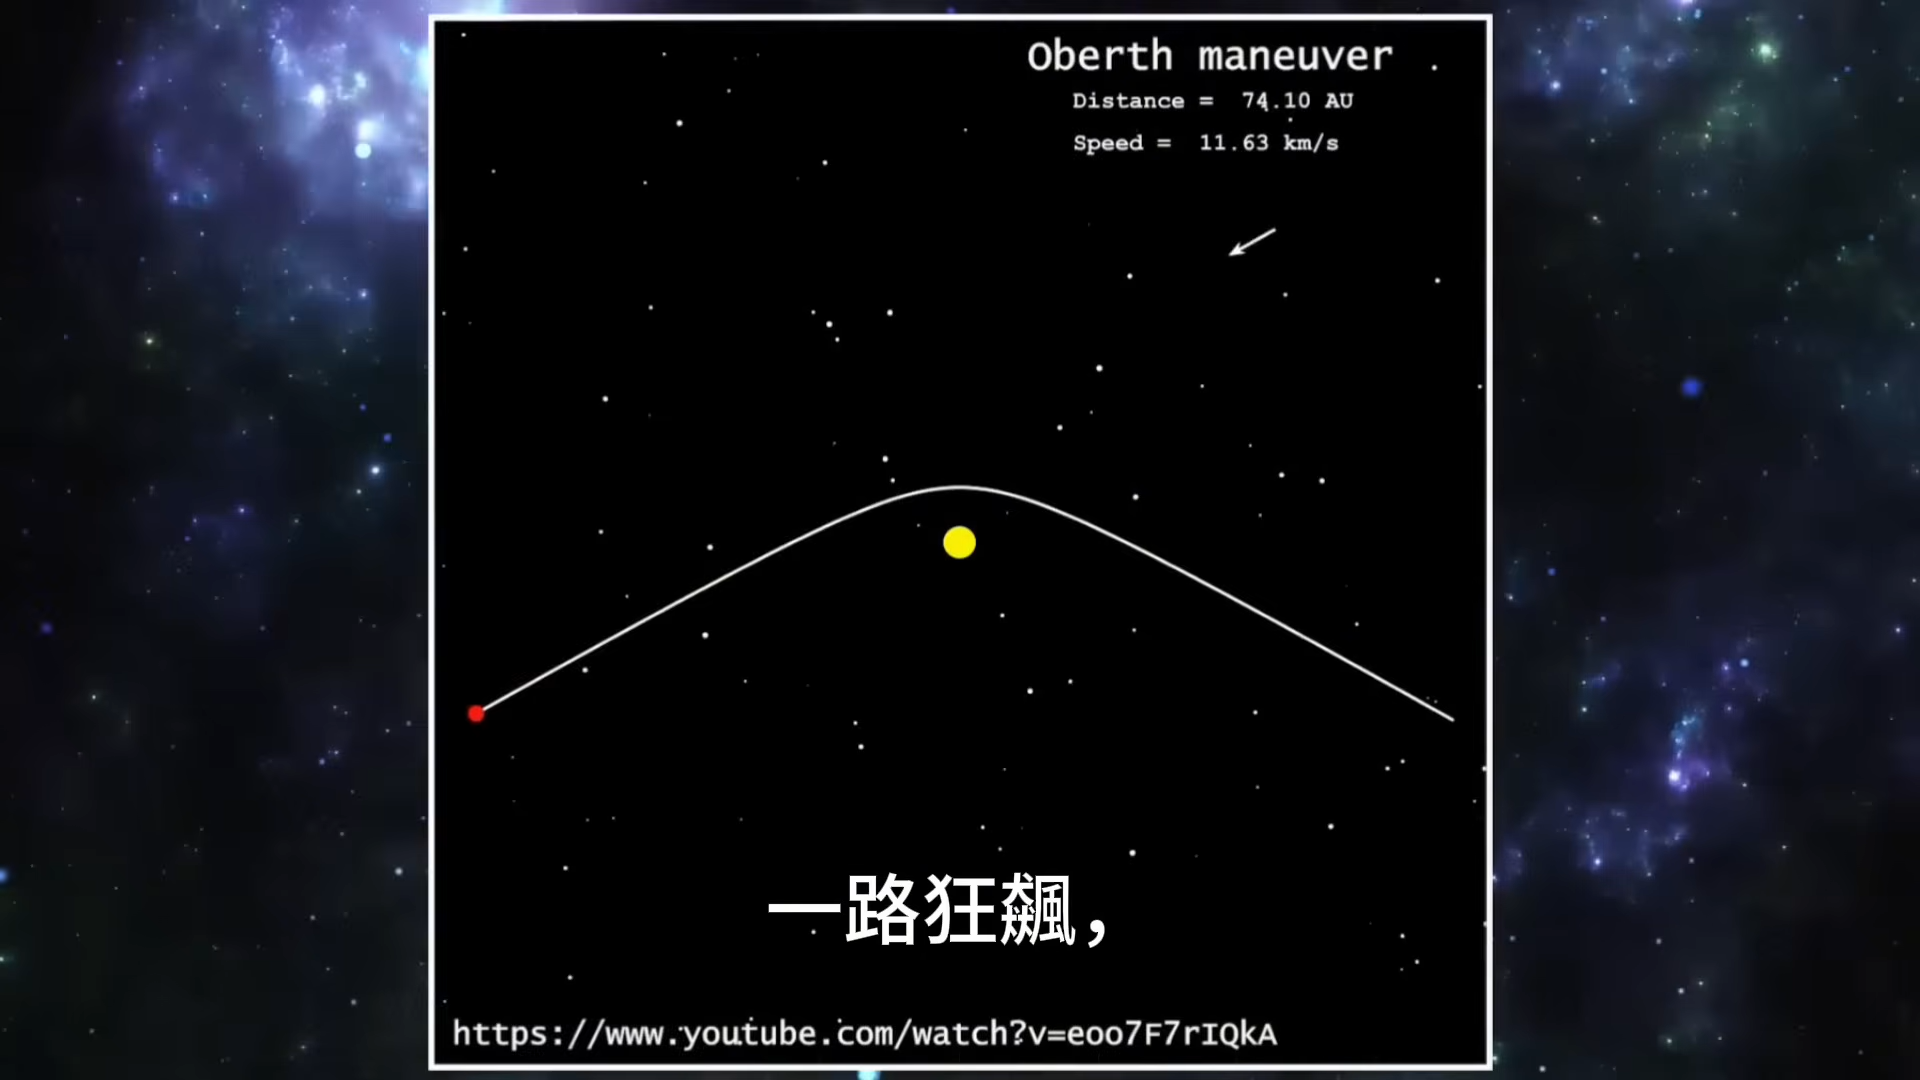 Oberth maneuver
Distance = 74.10 AU
Speed = 11.63 km/s
一路狂飆，
https://www.youtube.com/watch?v=eoo7F7rIQkA